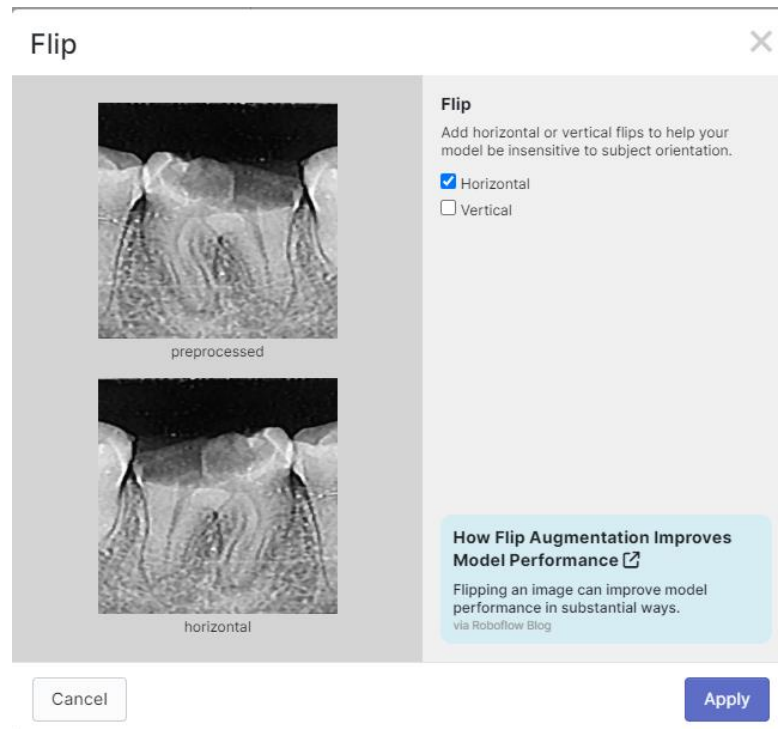 Flip
preprocessed
horizontal
Flip
Add horizontal or vertical flips to help your
model be insensitive to subject orientation.
Horizontal
Vertical
How Flip Augmentation Improves
Model Performance
Flipping an image can improve model
performance in substantial ways.
via Roboflow Blog
Cancel
Apply